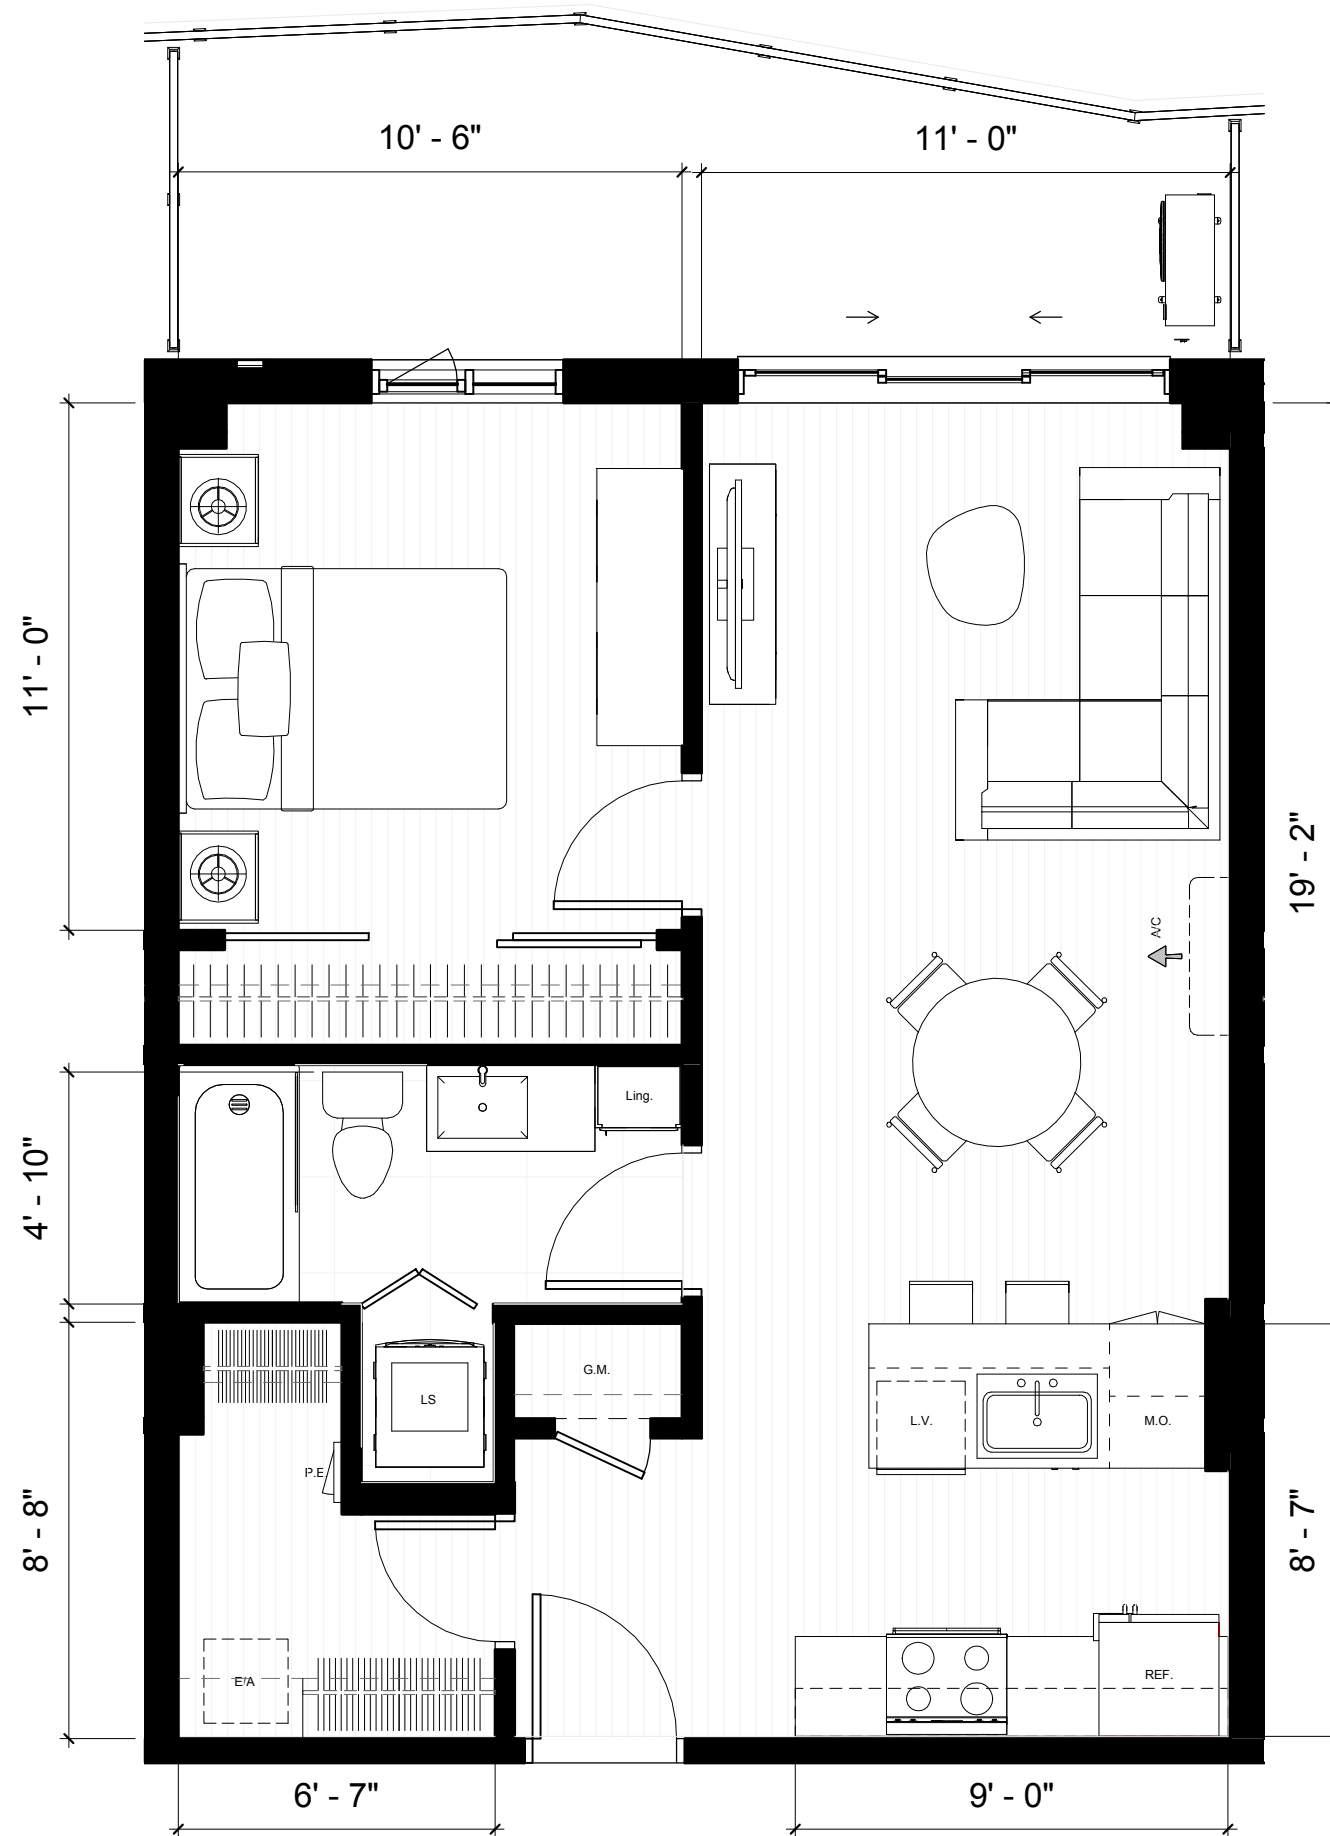 10' - 6"
11' - 0"
11' - 0"
19' - 2"
A/C
Ling.
4' - 10"
G.M.
LS
L.V.
M.O.
P.E.
8' - 8"
8' - 7"
E/A
REF.
6' - 7"
9' - 0"